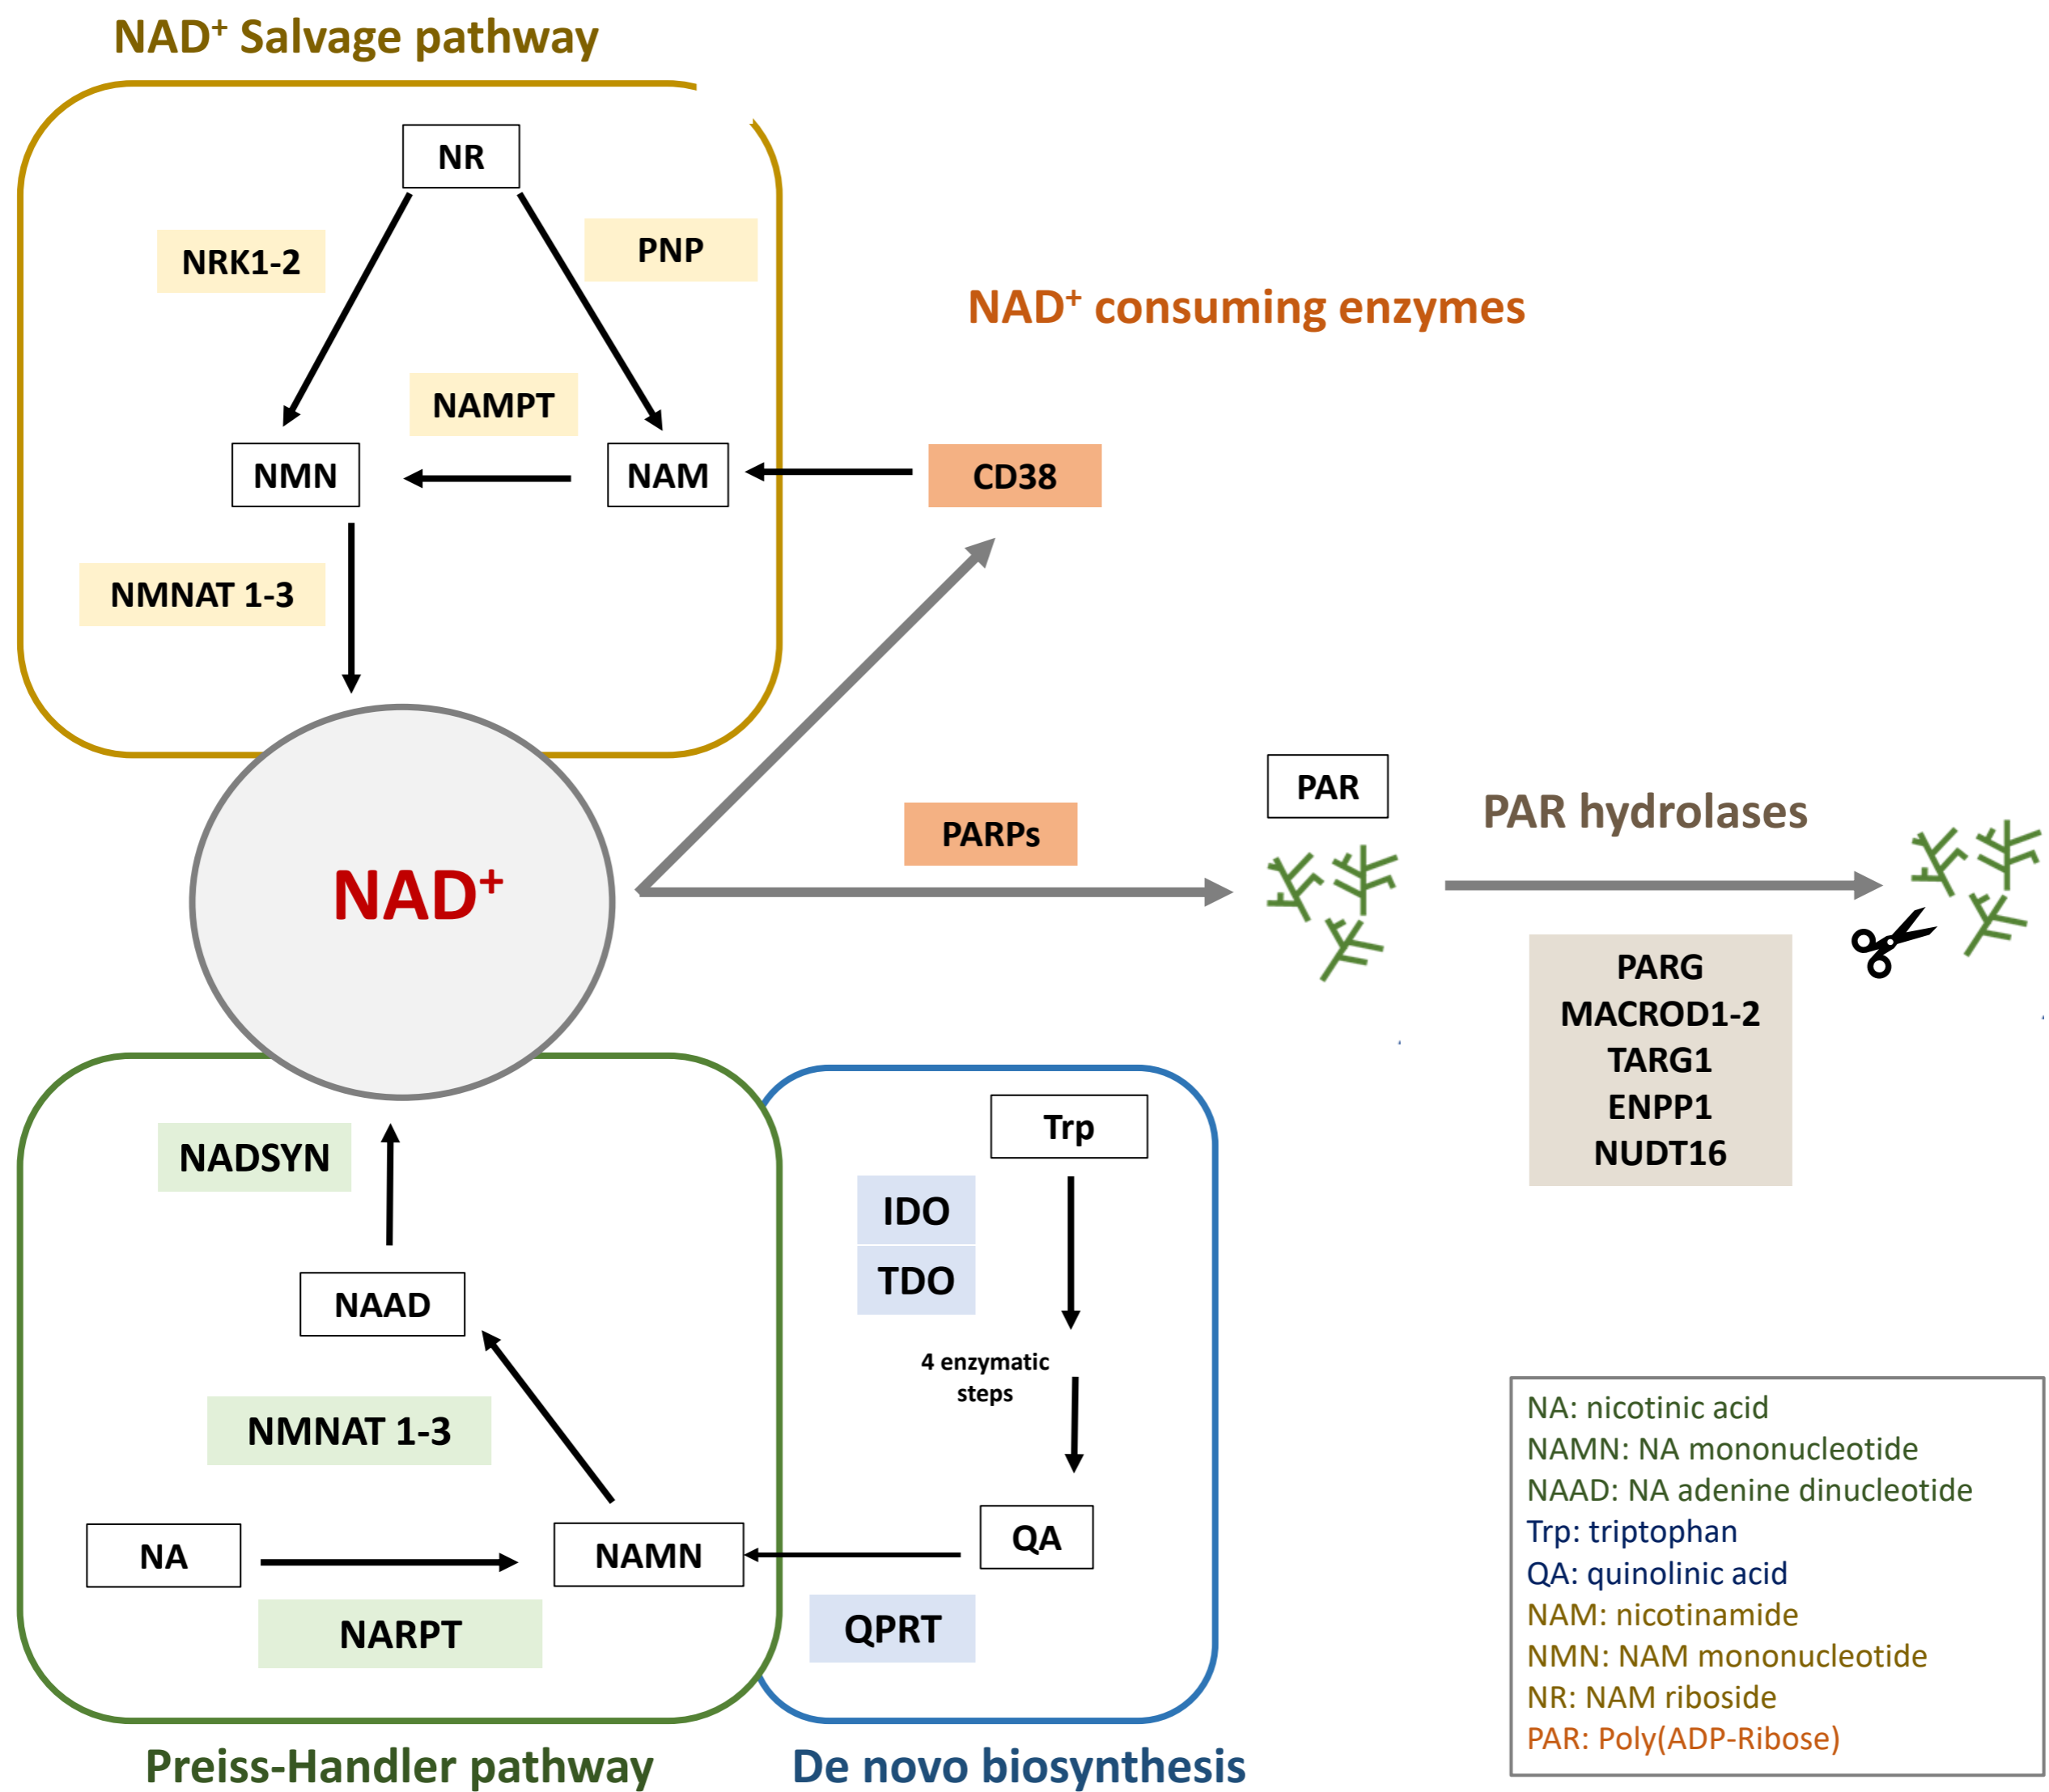 NAD⁺ Salvage pathway
NR
NRK1-2
PNP
NAMPT
NMN
NAM
NMNAT 1-3
NAD⁺ consuming enzymes
CD38
NAD⁺
PARPs
PAR
PAR hydrolases
PARG
MACROD1-2
TARG1
ENPP1
NUDT16
NADSYN
NAAD
NMNAT 1-3
NA
NAMN
NARPT
Preiss-Handler pathway
Trp
IDO
TDO
4 enzymatic
steps
QA
QPRT
De novo biosynthesis
NA: nicotinic acid
NAMN: NA mononucleotide
NAAD: NA adenine dinucleotide
Trp: triptophan
QA: quinolinic acid
NAM: nicotinamide
NMN: NAM mononucleotide
NR: NAM riboside
PAR: Poly(ADP-Ribose)